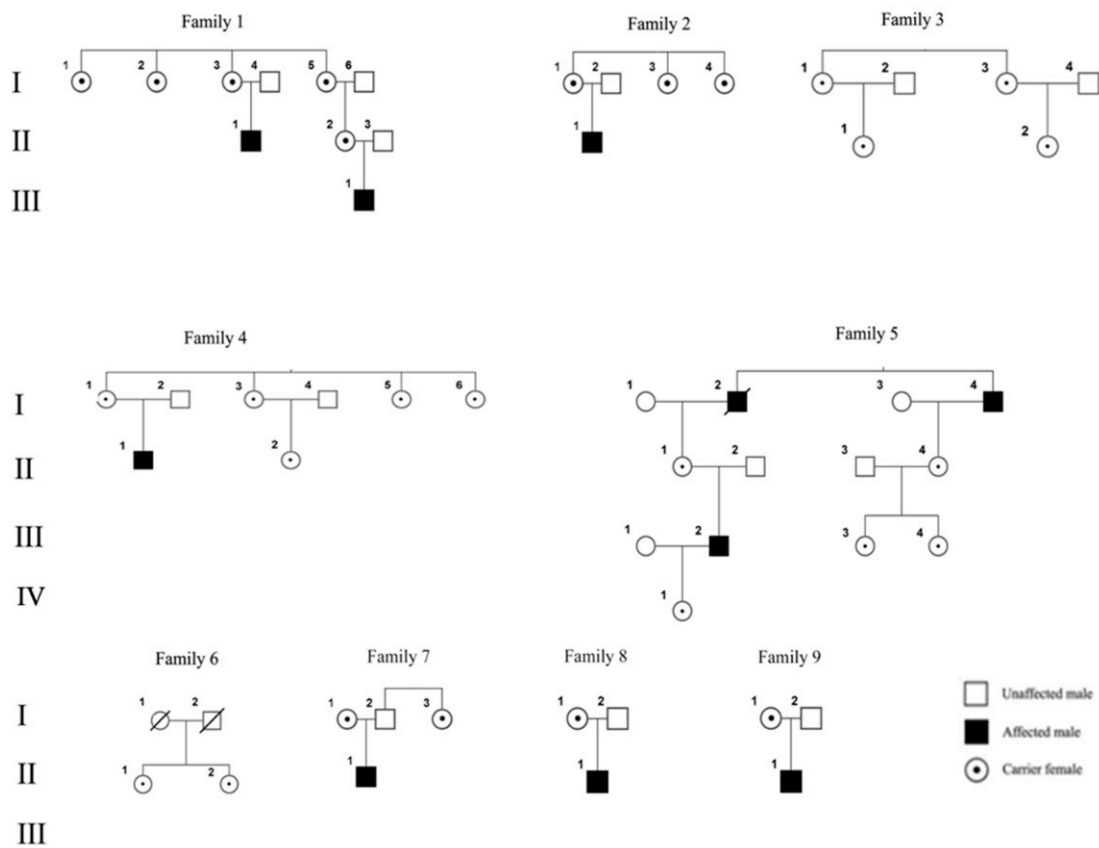 Family 1 Family 2 Family 3
I 1 2 3 4 5 6 1 2 3 4 1 2 3 4
II 1 2 3 1 1 2
III 1
Family 4 Family 5
I 1 2 3 4 5 6 1 2 3 4
II 1 2 1 2 3 4
III 1 2 3 4
IV 1
Family 6 Family 7 Family 8 Family 9
I 1 2 1 2 3 1 2 1 2 Unaffected male
II 1 2 1 1 1 Affected male
Carrier female
III